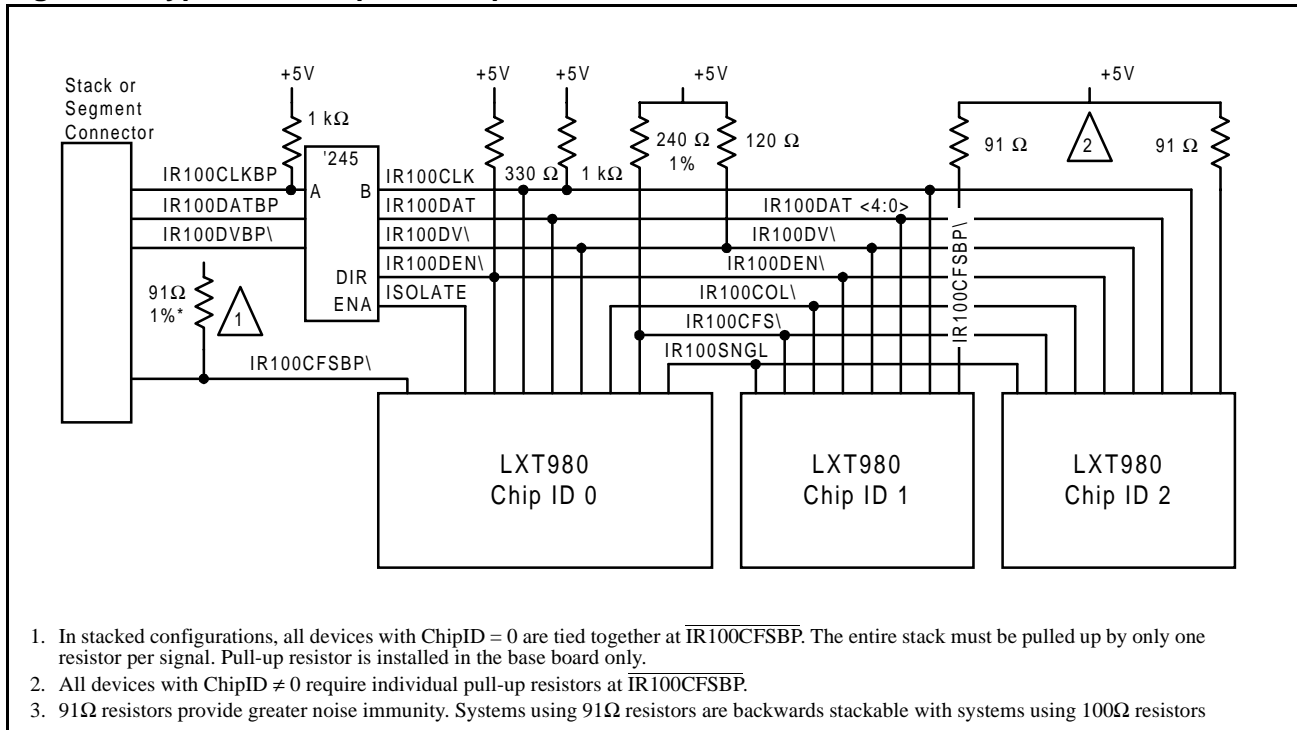 Stack or
Segment
Connector
+5V
+5V
+5V
+5V
+5V
1 kΩ
330 Ω
1 kΩ
240 Ω
1%
120 Ω
91 Ω
2
91 Ω
'245
A
B
DIR
ENA
IR100CLKBP
IR100DATBP
IR100DVBP\
IR100CLK
IR100DAT
IR100DV\
IR100DEN\
ISOLATE
IR100DAT <4:0>
IR100DV\
IR100DEN\
IR100COL\
IR100CFS\
IR100SNGL
IR100CFSBP\
91Ω
1%*
1
IR100CFSBP\
LXT980
Chip ID 0
LXT980
Chip ID 1
LXT980
Chip ID 2
1. In stacked configurations, all devices with ChipID = 0 are tied together at IR100CFSBP. The entire stack must be pulled up by only one
resistor per signal. Pull-up resistor is installed in the base board only.
2. All devices with ChipID ≠ 0 require individual pull-up resistors at IR100CFSBP.
3. 91Ω resistors provide greater noise immunity. Systems using 91Ω resistors are backwards stackable with systems using 100Ω resistors